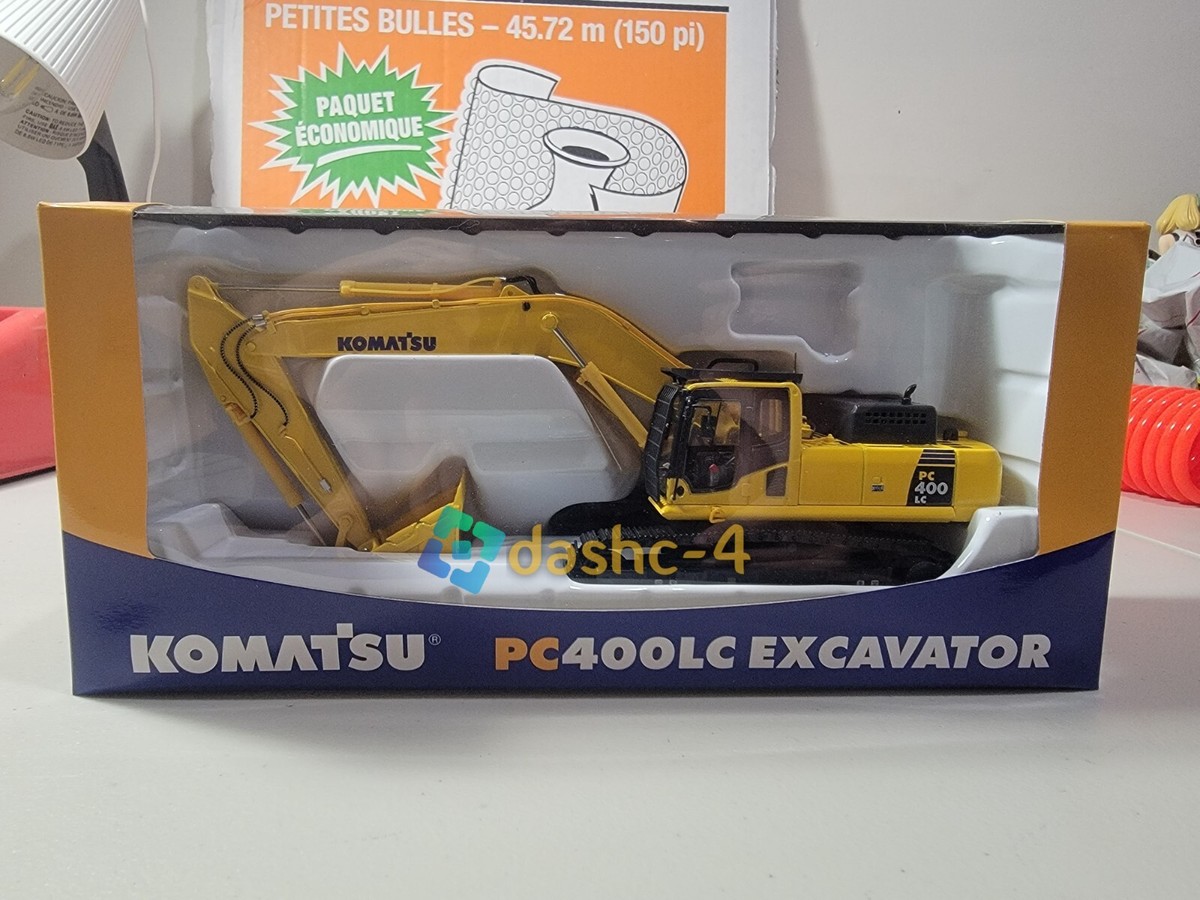 PETITES BULLES – 45.72 m (150 pi)
PAQUET
ÉCONOMIQUE
KOMATSU
PC
400
LC
dashc-4
KOMATSU®
PC400LC EXCAVATOR